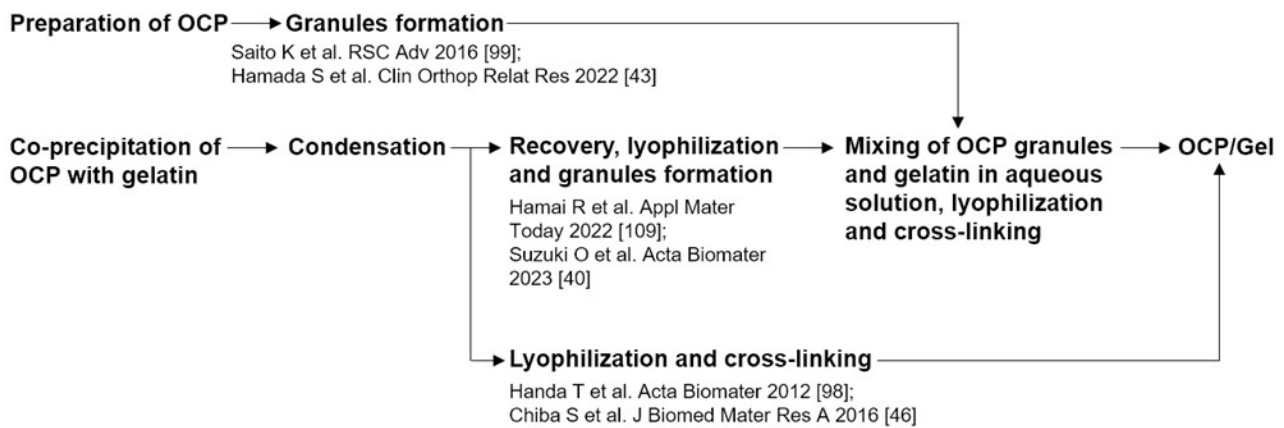 Preparation of OCP
Granules formation
Saito K et al. RSC Adv 2016 [99];
Hamada S et al. Clin Orthop Relat Res 2022 [43]
Co-precipitation of
OCP with gelatin
Condensation
Recovery, lyophilization
and granules formation
Hamai R et al. Appl Mater
Today 2022 [109];
Suzuki O et al. Acta Biomater
2023 [40]
Mixing of OCP granules
and gelatin in aqueous
solution, lyophilization
and cross-linking
OCP/Gel
Lyophilization and cross-linking
Handa T et al. Acta Biomater 2012 [98];
Chiba S et al. J Biomed Mater Res A 2016 [46]